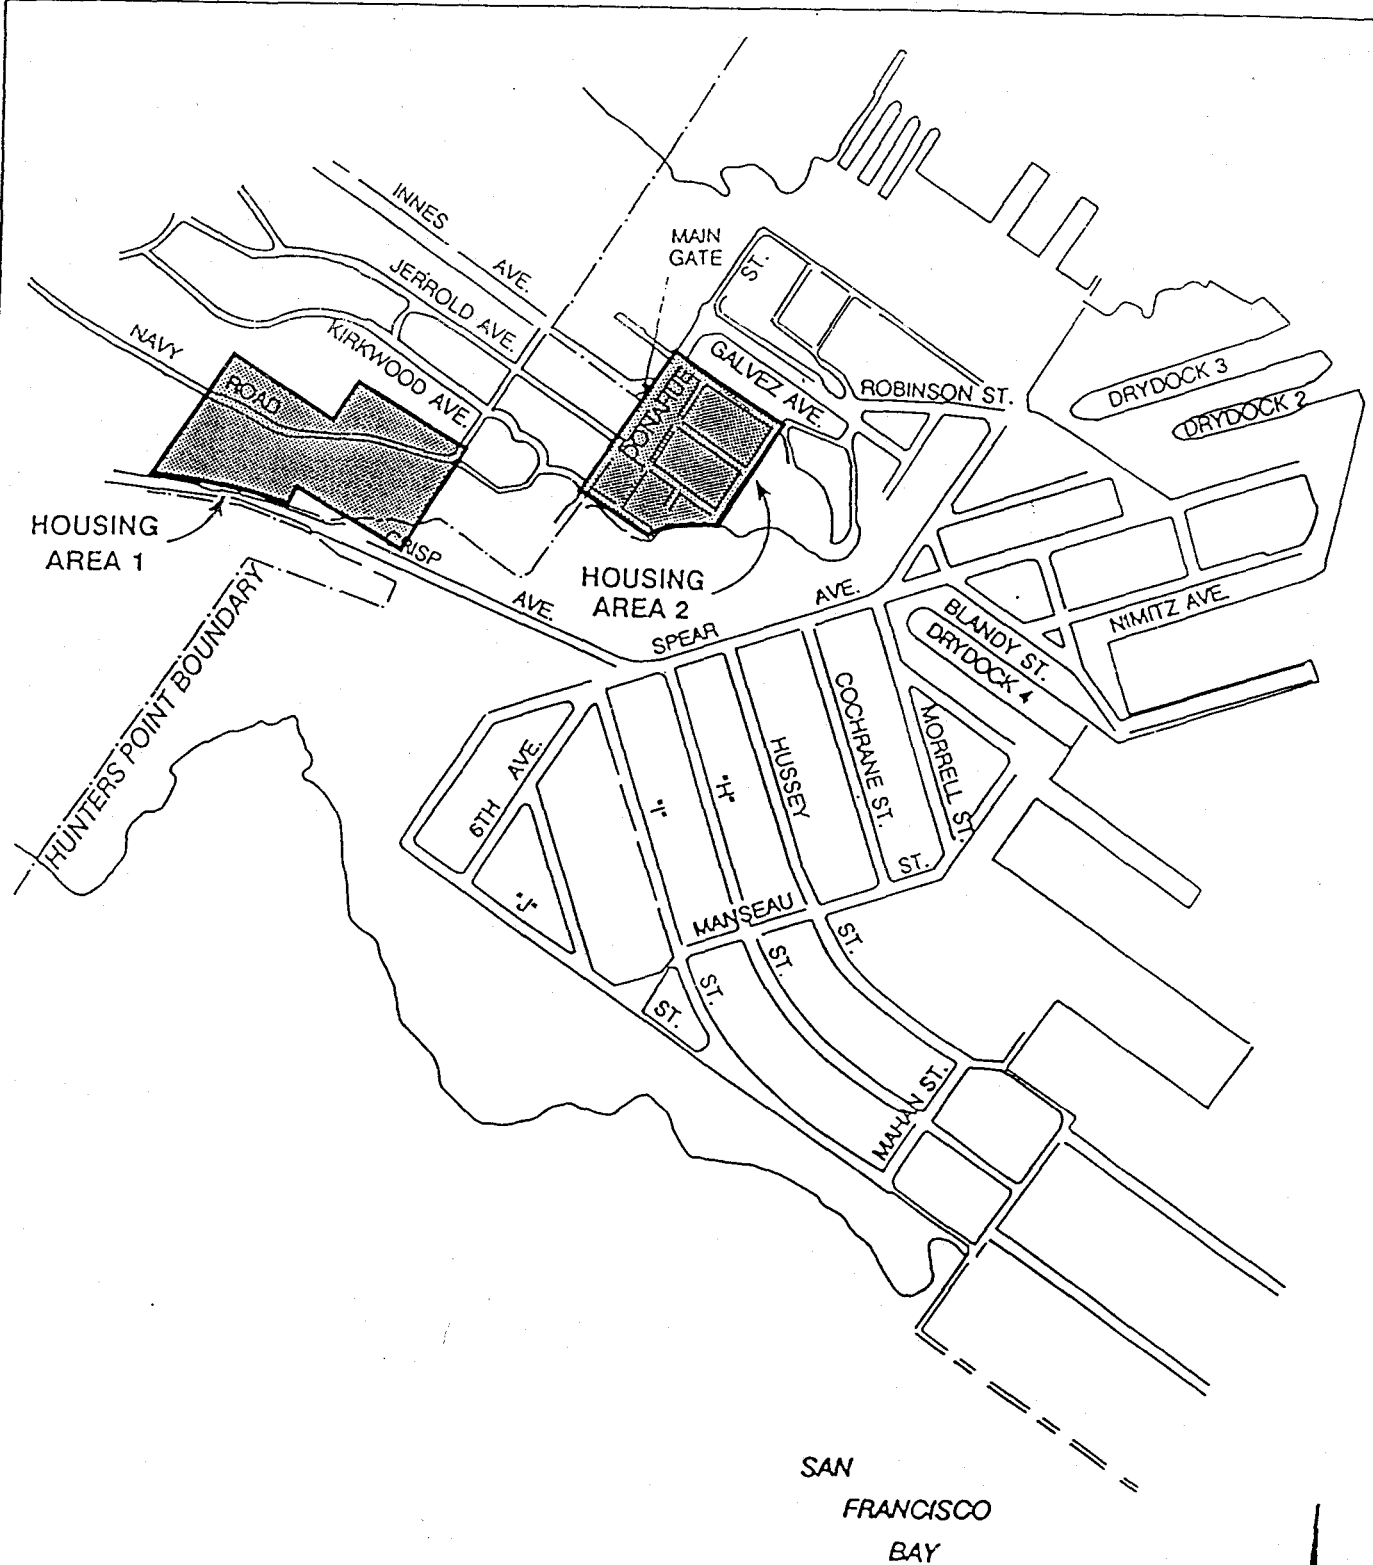 INNES
AVE.
MAIN
GATE
ST.
JERROLD AVE.
KIRKWOOD AVE.
NAVY
ROAD
GALVEZ AVE.
DONAHUE
ROBINSON ST.
DRYDOCK 3
DRYDOCK 2
HOUSING
AREA 1
CRISP
AVE.
HOUSING
AREA 2
SPEAR
AVE.
BLANDY ST.
DRYDOCK 4
NIMITZ AVE.
HUNTERS POINT BOUNDARY
6TH
AVE.
"J"
ST.
"I"
ST.
"H"
ST.
HUSSEY
ST.
COCHRANE ST.
MORRELL ST.
MANSEAU
ST.
MAHAN ST.
SAN
FRANCISCO
BAY